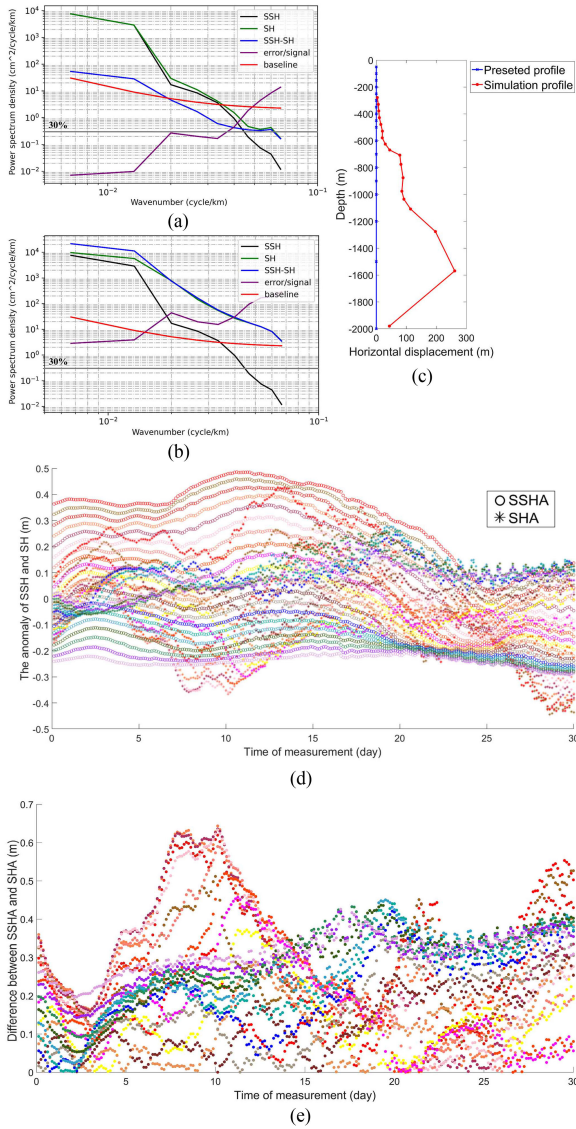 Power spectrum density (cm^2/cycle/km)
10^4
10^3
10^2
10^1
10^0
10^-1
10^-2
30%
SSH
SH
SSH-SH
error/signal
baseline
10^-2
10^-1
Wavenumber (cycle/km)
(a)
Power spectrum density (cm^2/cycle/km)
10^4
10^3
10^2
10^1
10^0
10^-1
10^-2
30%
SSH
SH
SSH-SH
error/signal
baseline
10^-2
10^-1
Wavenumber (cycle/km)
(b)
Depth (m)
0
-200
-400
-600
-800
-1000
-1200
-1400
-1600
-1800
-2000
0 100 200 300
Horizontal displacement (m)
Preseted profile
Simulation profile
(c)
The anomaly of SSH and SH (m)
0.5
0.4
0.3
0.2
0.1
0
-0.1
-0.2
-0.3
-0.4
-0.5
SSHA
SHA
0 5 10 15 20 25 30
Time of measurement (day)
(d)
Difference between SSHA and SHA (m)
0.7
0.6
0.5
0.4
0.3
0.2
0.1
0
0 5 10 15 20 25 30
Time of measurement (day)
(e)